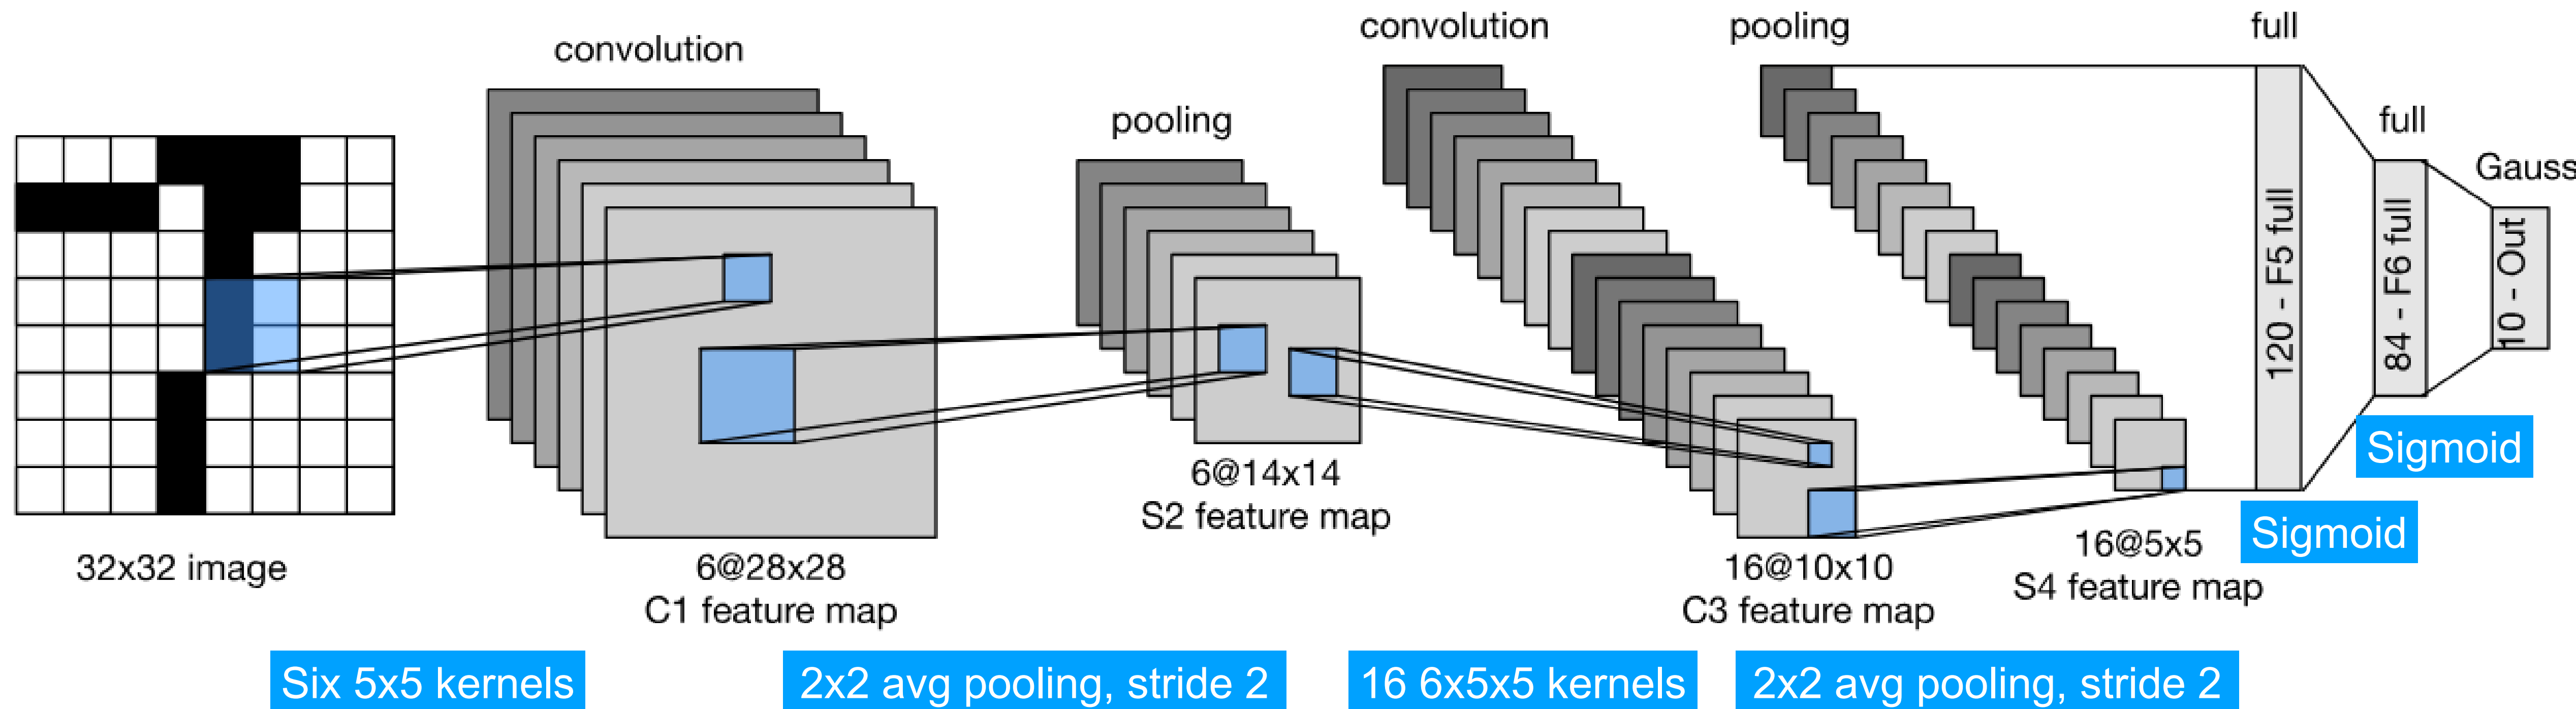 convolution
pooling
convolution
pooling
full
full
Gauss
120 - F5 full
84 - F6 full
10 - Out
Sigmoid
Sigmoid
32x32 image
6@28x28
C1 feature map
6@14x14
S2 feature map
16@10x10
C3 feature map
16@5x5
S4 feature map
Six 5x5 kernels
2x2 avg pooling, stride 2
16 6x5x5 kernels
2x2 avg pooling, stride 2